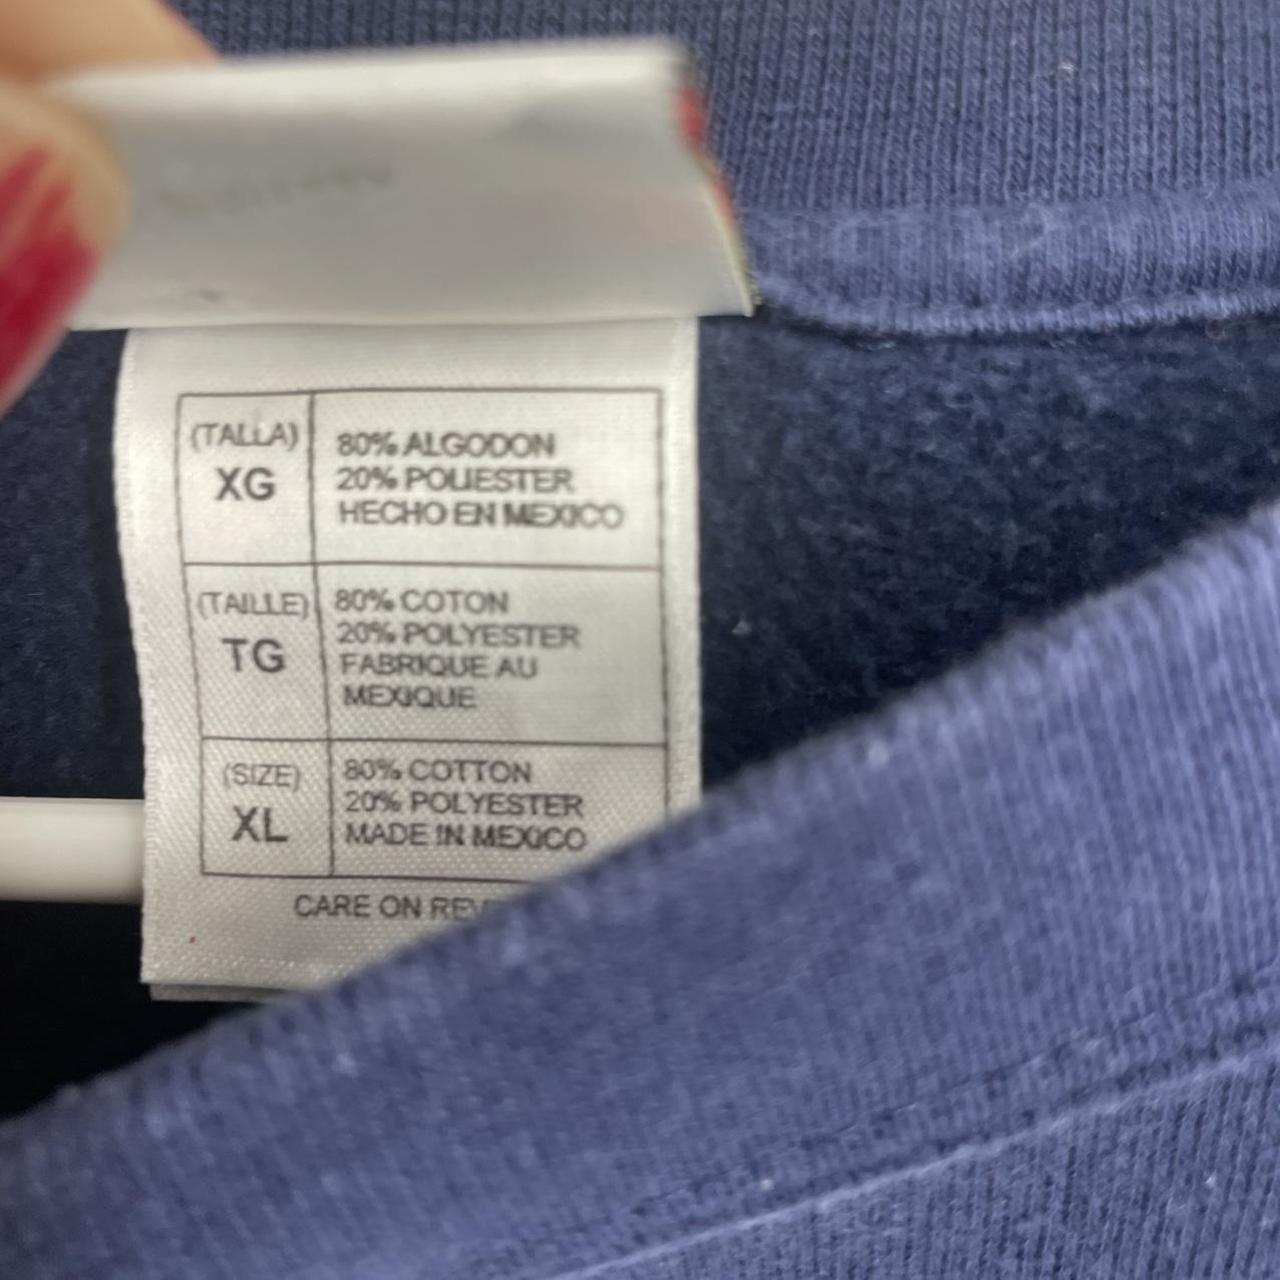 (TALLA)
XG
80% ALGODON
20% POLIESTER
HECHO EN MEXICO
(TAILLE)
TG
80% COTON
20% POLYESTER
FABRIQUE AU
MEXIQUE
(SIZE)
XL
80% COTTON
20% POLYESTER
MADE IN MEXICO
CARE ON